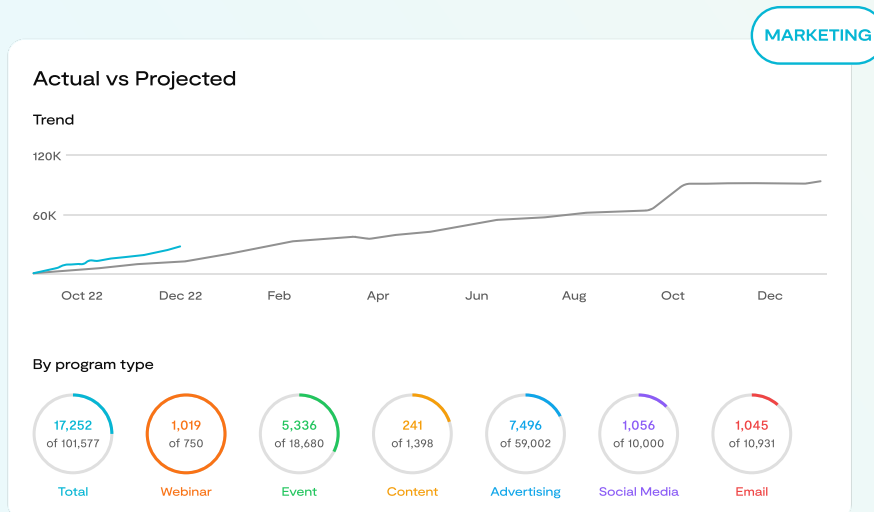 MARKETING
Actual vs Projected
Trend
120K
60K
Oct 22 Dec 22 Feb Apr Jun Aug Oct Dec
By program type
17,252 1,019 5,336 241 7,496 1,056 1,045
of 101,577 of 750 of 18,680 of 1,398 of 59,002 of 10,000 of 10,931
Total Webinar Event Content Advertising Social Media Email